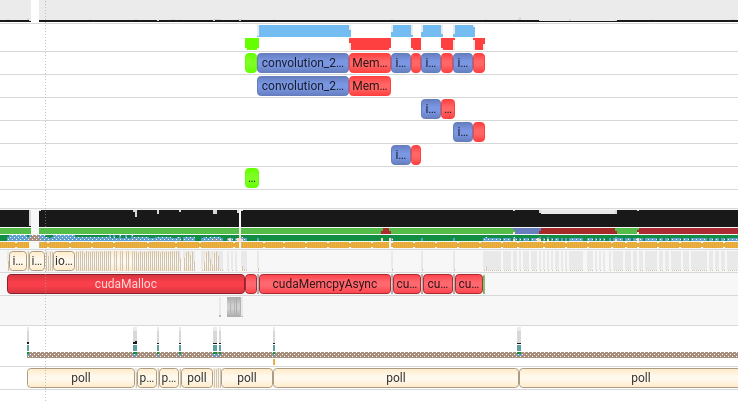 convolution_2... Mem... i... i... i...
convolution_2... Mem...
i... ...
i...
i...
...
i... i... io...
cudaMalloc cudaMemcpyAsync cu... cu... cu...
poll p... p... poll poll poll poll